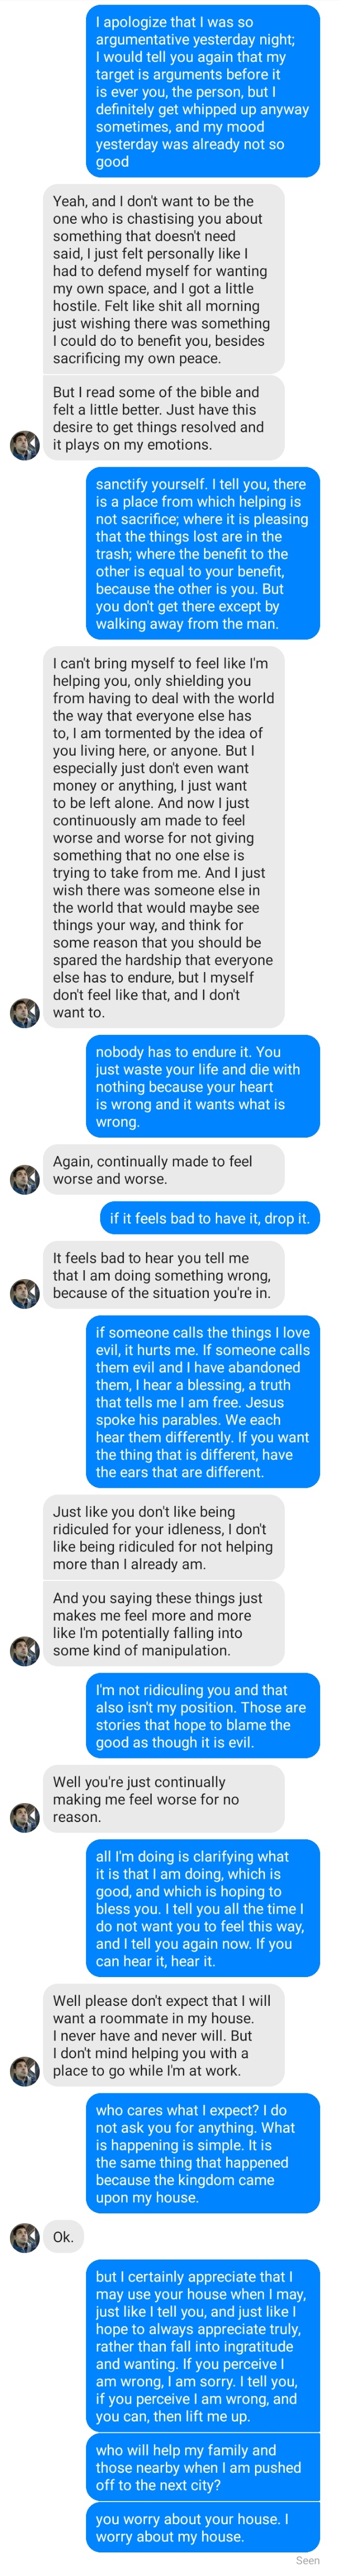 I apologize that I was so
argumentative yesterday night;
I would tell you again that my
target is arguments before it
is ever you, the person, but I
definitely get whipped up anyway
sometimes, and my mood
yesterday was already not so
good
Yeah, and I don't want to be the
one who is chastising you about
something that doesn't need
said, I just felt personally like I
had to defend myself for wanting
my own space, and I got a little
hostile. Felt like shit all morning
just wishing there was something
I could do to benefit you, besides
sacrificing my own peace.
But I read some of the bible and
felt a little better. Just have this
desire to get things resolved and
it plays on my emotions.
sanctify yourself. I tell you, there
is a place from which helping is
not sacrifice; where it is pleasing
that the things lost are in the
trash; where the benefit to the
other is equal to your benefit,
because the other is you. But
you don't get there except by
walking away from the man.
I can't bring myself to feel like I'm
helping you, only shielding you
from having to deal with the world
the way that everyone else has
to, I am tormented by the idea of
you living here, or anyone. But I
especially just don't even want
money or anything, I just want
to be left alone. And now I just
continuously am made to feel
worse and worse for not giving
something that no one else is
trying to take from me. And I just
wish there was someone else in
the world that would maybe see
things your way, and think for
some reason that you should be
spared the hardship that everyone
else has to endure, but I myself
don't feel like that, and I don't
want to.
nobody has to endure it. You
just waste your life and die with
nothing because your heart
is wrong and it wants what is
wrong.
Again, continually made to feel
worse and worse.
if it feels bad to have it, drop it.
It feels bad to hear you tell me
that I am doing something wrong,
because of the situation you're in.
if someone calls the things I love
evil, it hurts me. If someone calls
them evil and I have abandoned
them, I hear a blessing, a truth
that tells me I am free. Jesus
spoke his parables. We each
hear them differently. If you want
the thing that is different, have
the ears that are different.
Just like you don't like being
ridiculed for your idleness, I don't
like being ridiculed for not helping
more than I already am.
And you saying these things just
makes me feel more and more
like I'm potentially falling into
some kind of manipulation.
I'm not ridiculing you and that
also isn't my position. Those are
stories that hope to blame the
good as though it is evil.
Well you're just continually
making me feel worse for no
reason.
all I'm doing is clarifying what
it is that I am doing, which is
good, and which is hoping to
bless you. I tell you all the time I
do not want you to feel this way,
and I tell you again now. If you
can hear it, hear it.
Well please don't expect that I will
want a roommate in my house.
I never have and never will. But
I don't mind helping you with a
place to go while I'm at work.
who cares what I expect? I do
not ask you for anything. What
is happening is simple. It is
the same thing that happened
because the kingdom came
upon my house.
Ok.
but I certainly appreciate that I
may use your house when I may,
just like I tell you, and just like I
hope to always appreciate truly,
rather than fall into ingratitude
and wanting. If you perceive I
am wrong, I am sorry. I tell you,
if you perceive I am wrong, and
you can, then lift me up.
who will help my family and
those nearby when I am pushed
off to the next city?
you worry about your house. I
worry about my house.
Seen